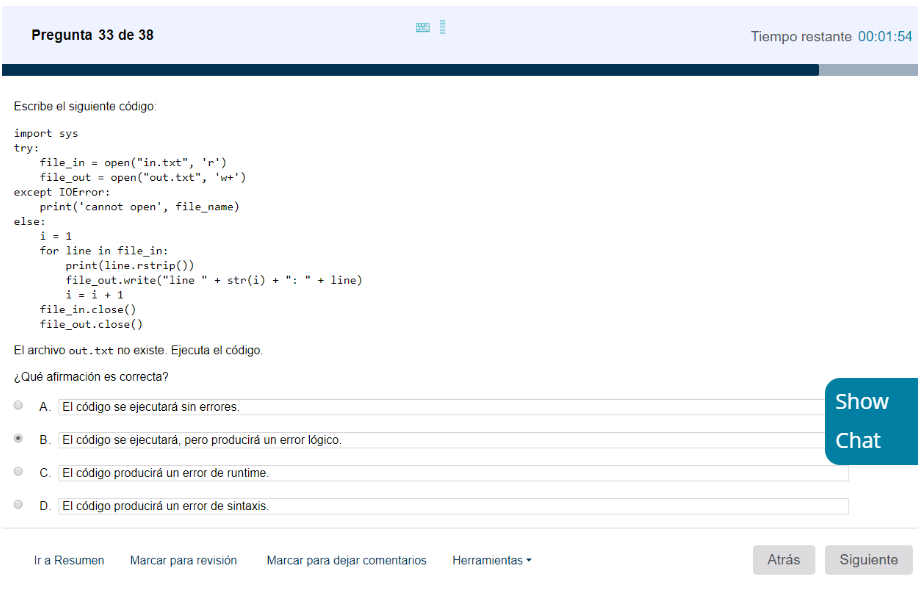 Pregunta 33 de 38
Tiempo restante 00:01:54
Escribe el siguiente código:
import sys
try:
    file_in = open("in.txt", 'r')
    file_out = open("out.txt", 'w+')
except IOError:
    print('cannot open', file_name)
else:
    i = 1
    for line in file_in:
        print(line.rstrip())
        file_out.write("line " + str(i) + ": " + line)
        i = i + 1
    file_in.close()
    file_out.close()
El archivo out.txt no existe. Ejecuta el código.
¿Qué afirmación es correcta?
A. El código se ejecutará sin errores.
B. El código se ejecutará, pero producirá un error lógico.
C. El código producirá un error de runtime.
D. El código producirá un error de sintaxis.
Show
Chat
Ir a Resumen Marcar para revisión Marcar para dejar comentarios Herramientas Atrás Siguiente